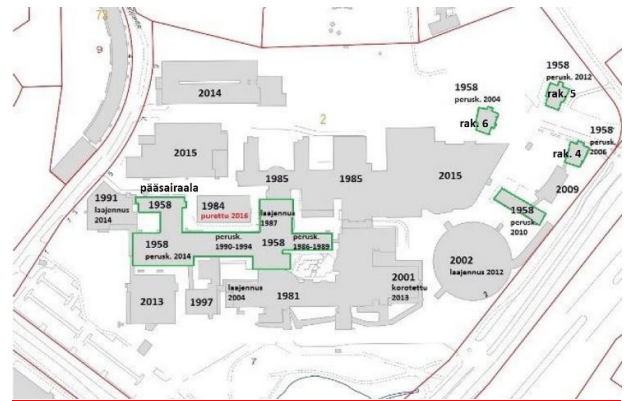 73
9
2014
2
1958
perusk. 2004
rak. 6
1958
perusk. 2012
rak. 5
1958
perusk.
2006
rak. 4
2009
2015
1985
1985
2015
pääsairaala
1991
laajennus
2014
1958
1984
purettu 2016
laajennus
1987
1958
perusk.
2010
1958
perusk. 2014
perusk.
1990-1994
1958
perusk.
1986-1989
2002
laajennus 2012
2013
1997
laajennus
2004
1981
2001
korotettu
2013
7